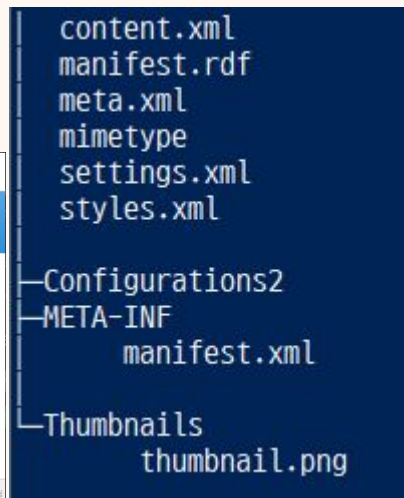 content.xml
manifest.rdf
meta.xml
mimetype
settings.xml
styles.xml
Configurations2
META-INF
manifest.xml
Thumbnails
thumbnail.png